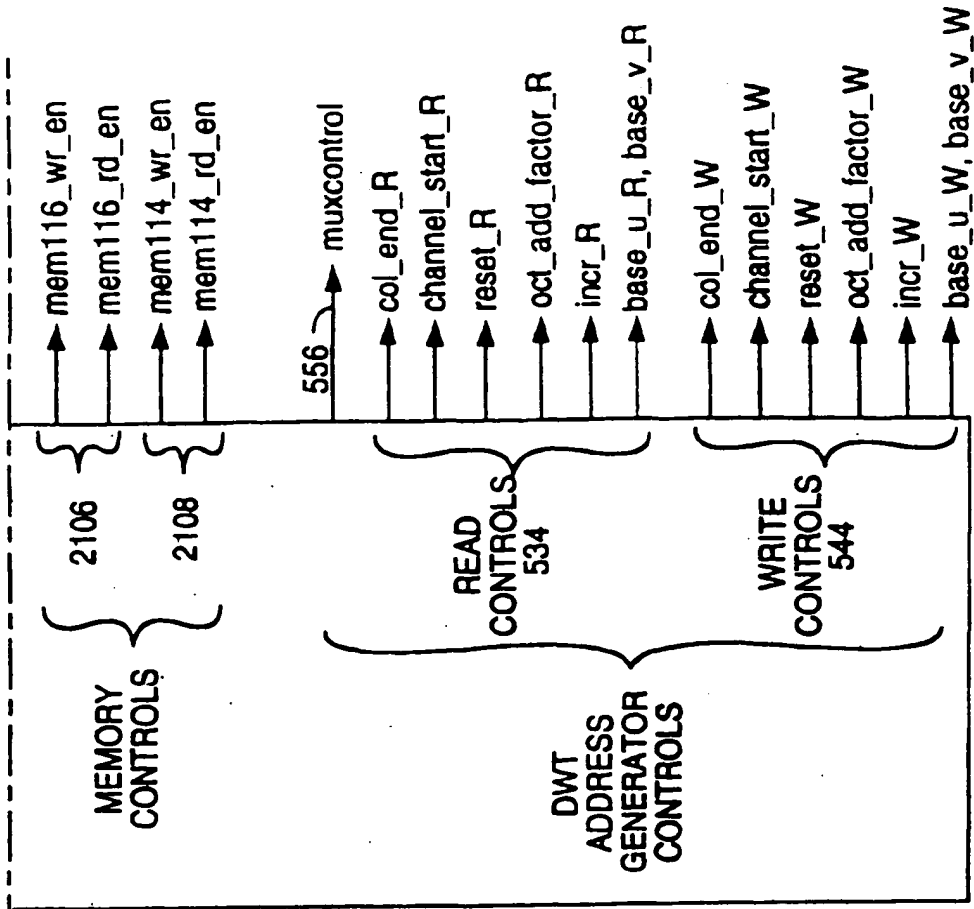 mem116_wr_en
mem116_rd_en
mem114_wr_en
mem114_rd_en
2106
2108
MEMORY
CONTROLS
556
muxcontrol
col_end_R
channel_start_R
reset_R
oct_add_factor_R
incr_R
base_u_R, base_v_R
READ
CONTROLS
534
col_end_W
channel_start_W
reset_W
oct_add_factor_W
incr_W
base_u_W, base_v_W
WRITE
CONTROLS
544
DWT
ADDRESS
GENERATOR
CONTROLS